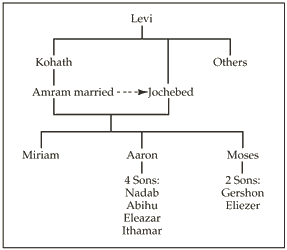 Levi
Kohath Others
Amram married Jochebed
Miriam Aaron Moses
4 Sons: 2 Sons:
Nadab Gershon
Abihu Eliezer
Eleazar
Ithamar